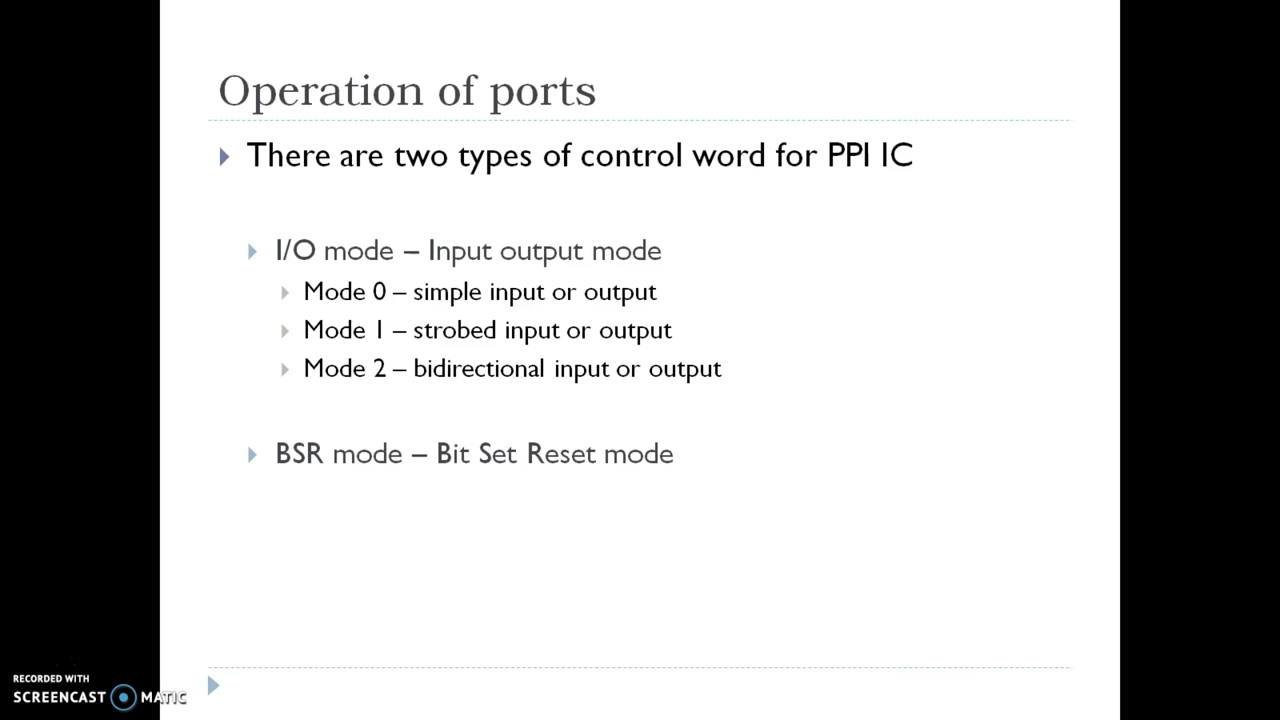 Operation of ports
There are two types of control word for PPI IC
I/O mode – Input output mode
Mode 0 – simple input or output
Mode 1 – strobed input or output
Mode 2 – bidirectional input or output
BSR mode – Bit Set Reset mode
RECORDED WITH
SCREENCAST MATIC